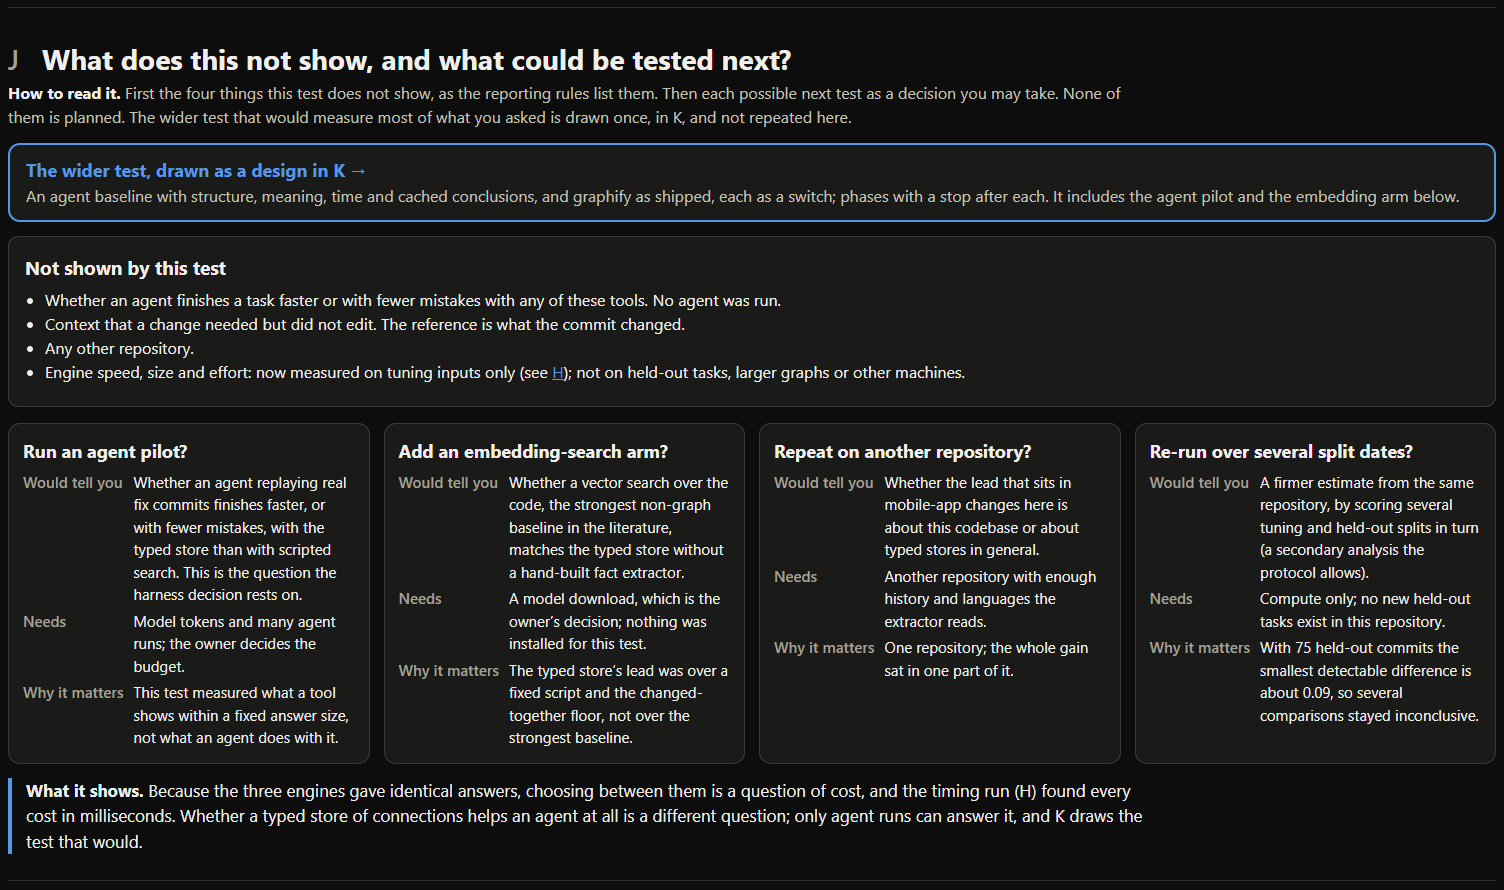 J What does this not show, and what could be tested next?
How to read it. First the four things this test does not show, as the reporting rules list them. Then each possible next test as a decision you may take. None of
them is planned. The wider test that would measure most of what you asked is drawn once, in K, and not repeated here.
The wider test, drawn as a design in K →
An agent baseline with structure, meaning, time and cached conclusions, and graphify as shipped, each as a switch; phases with a stop after each. It includes the agent pilot and the embedding arm below.
Not shown by this test
• Whether an agent finishes a task faster or with fewer mistakes with any of these tools. No agent was run.
• Context that a change needed but did not edit. The reference is what the commit changed.
• Any other repository.
• Engine speed, size and effort: now measured on tuning inputs only (see H); not on held-out tasks, larger graphs or other machines.
Run an agent pilot?
Would tell you Whether an agent replaying real
fix commits finishes faster, or
with fewer mistakes, with the
typed store than with scripted
search. This is the question the
harness decision rests on.
Needs Model tokens and many agent
runs; the owner decides the
budget.
Why it matters This test measured what a tool
shows within a fixed answer size,
not what an agent does with it.
Add an embedding-search arm?
Would tell you Whether a vector search over the
code, the strongest non-graph
baseline in the literature,
matches the typed store without
a hand-built fact extractor.
Needs A model download, which is the
owner's decision; nothing was
installed for this test.
Why it matters The typed store's lead was over a
fixed script and the changed-
together floor, not over the
strongest baseline.
Repeat on another repository?
Would tell you Whether the lead that sits in
mobile-app changes here is
about this codebase or about
typed stores in general.
Needs Another repository with enough
history and languages the
extractor reads.
Why it matters One repository; the whole gain
sat in one part of it.
Re-run over several split dates?
Would tell you A firmer estimate from the same
repository, by scoring several
tuning and held-out splits in turn
(a secondary analysis the
protocol allows).
Needs Compute only; no new held-out
tasks exist in this repository.
Why it matters With 75 held-out commits the
smallest detectable difference is
about 0.09, so several
comparisons stayed inconclusive.
What it shows. Because the three engines gave identical answers, choosing between them is a question of cost, and the timing run (H) found every
cost in milliseconds. Whether a typed store of connections helps an agent at all is a different question; only agent runs can answer it, and K draws the
test that would.